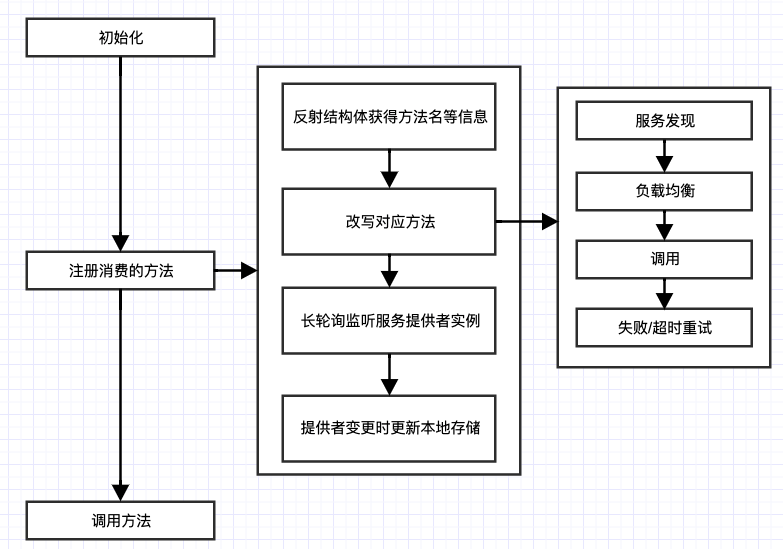 初始化
注册消费的方法
调用方法
反射结构体获得方法名等信息
改写对应方法
长轮询监听服务提供者实例
提供者变更时更新本地存储
服务发现
负载均衡
调用
失败/超时重试